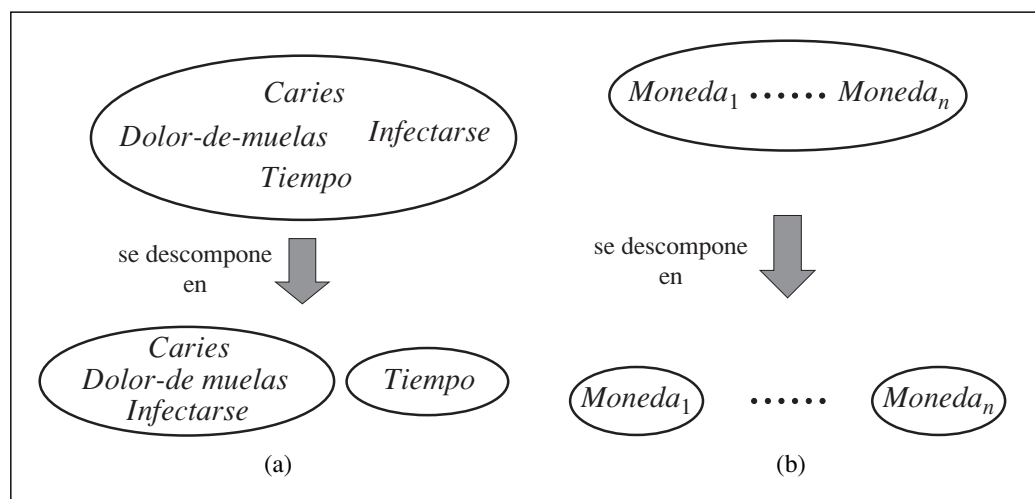 Caries
Dolor-de-muelas Infectarse
Tiempo
se descompone
en
Caries
Dolor-de muelas
Infectarse
Tiempo
(a)
Moneda₁ ...... Monedaₙ
se descompone
en
Moneda₁ ...... Monedaₙ
(b)